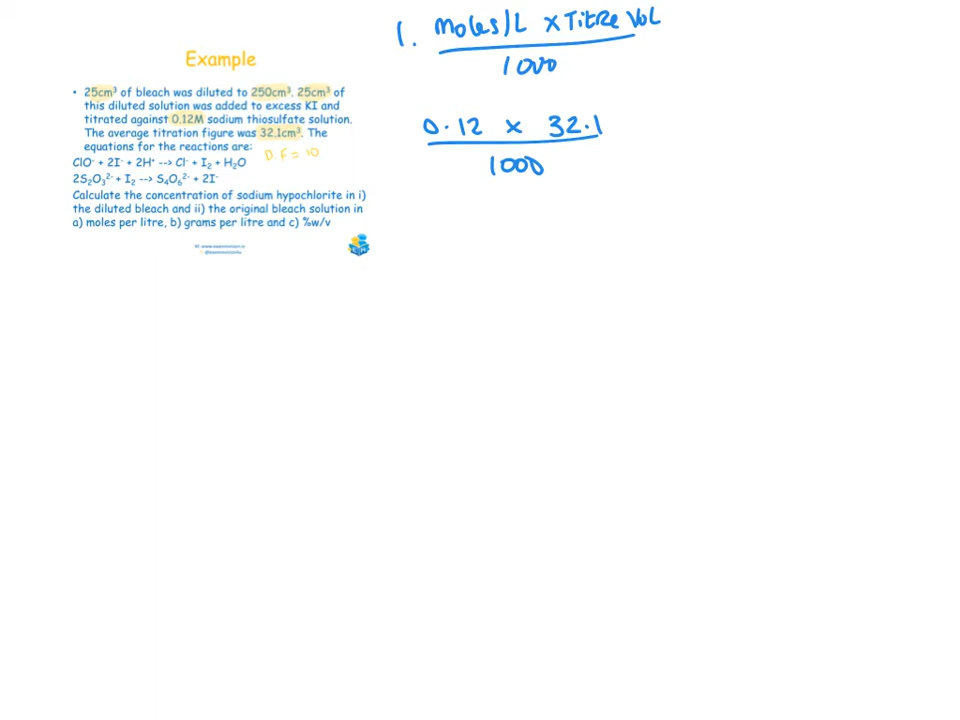 Example
• 25cm³ of bleach was diluted to 250cm³. 25cm³ of
this diluted solution was added to excess KI and
titrated against 0.12M sodium thiosulfate solution.
The average titration figure was 32.1cm³. The
equations for the reactions are:
D.F = 10
ClO⁻ + 2I⁻ + 2H⁺ --> Cl⁻ + I₂ + H₂O
2S₂O₃²⁻ + I₂ --> S₄O₆²⁻ + 2I⁻
Calculate the concentration of sodium hypochlorite in i)
the diluted bleach and ii) the original bleach solution in
a) moles per litre, b) grams per litre and c) %w/v
1. Moles/L x Titre Vol
1000
0.12 x 32.1
1000